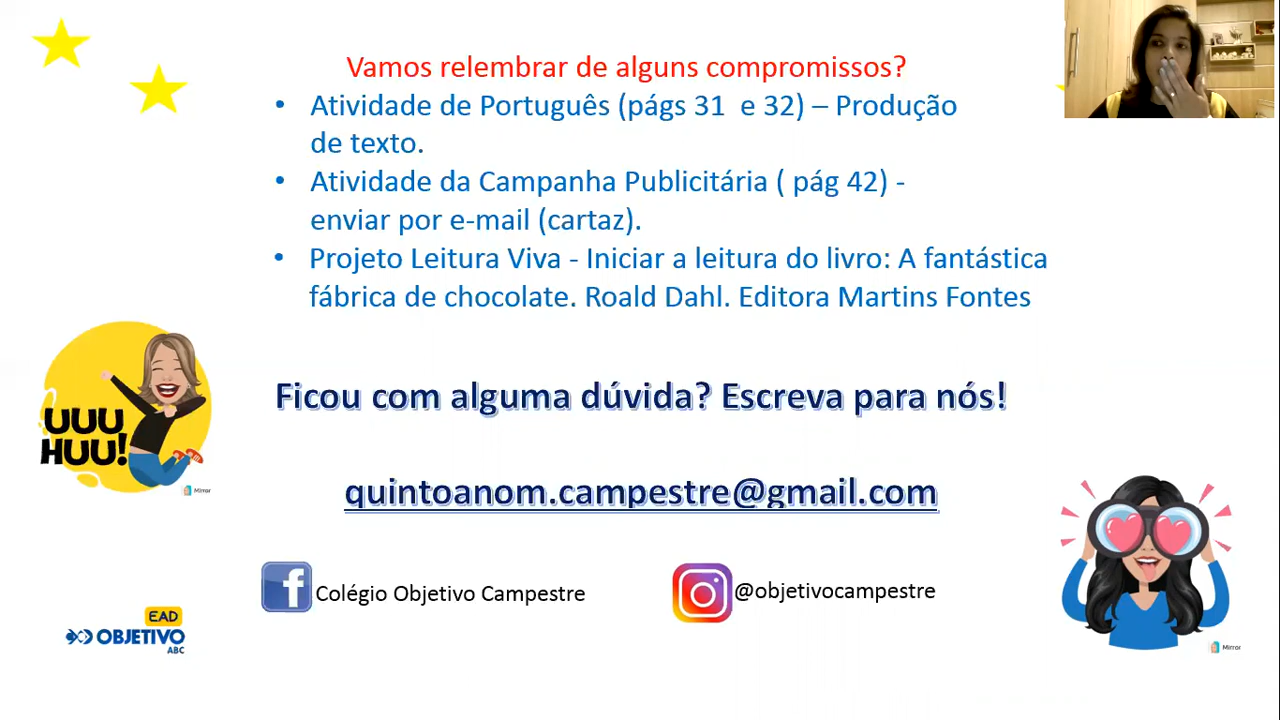 Vamos relembrar de alguns compromissos?
• Atividade de Português (págs 31 e 32) – Produção
de texto.
• Atividade da Campanha Publicitária ( pág 42) -
enviar por e-mail (cartaz).
• Projeto Leitura Viva - Iniciar a leitura do livro: A fantástica
fábrica de chocolate. Roald Dahl. Editora Martins Fontes
UUU
HUU!
Mirror
Ficou com alguma dúvida? Escreva para nós!
quintoanom.campestre@gmail.com
Colégio Objetivo Campestre
@objetivocampestre
EAD
OBJETIVO
ABC
Mirror